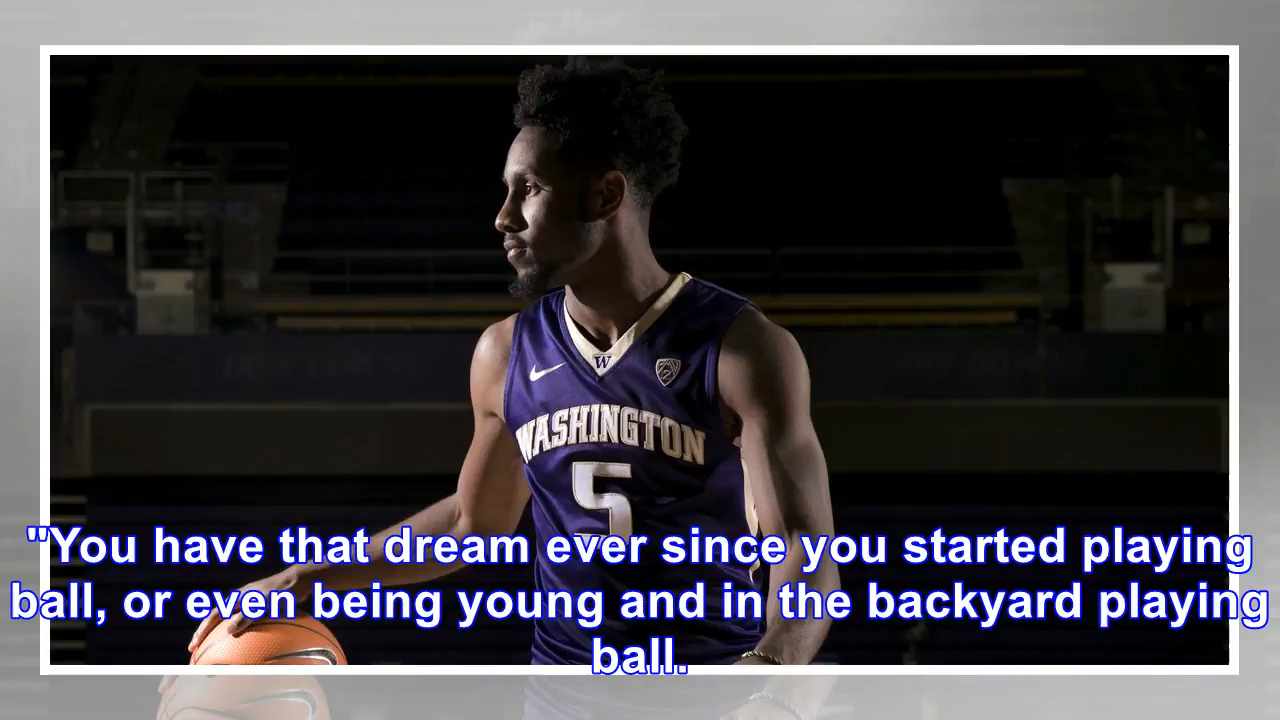 W
WASHINGTON
5
"You have that dream ever since you started playing
ball, or even being young and in the backyard playing
ball.